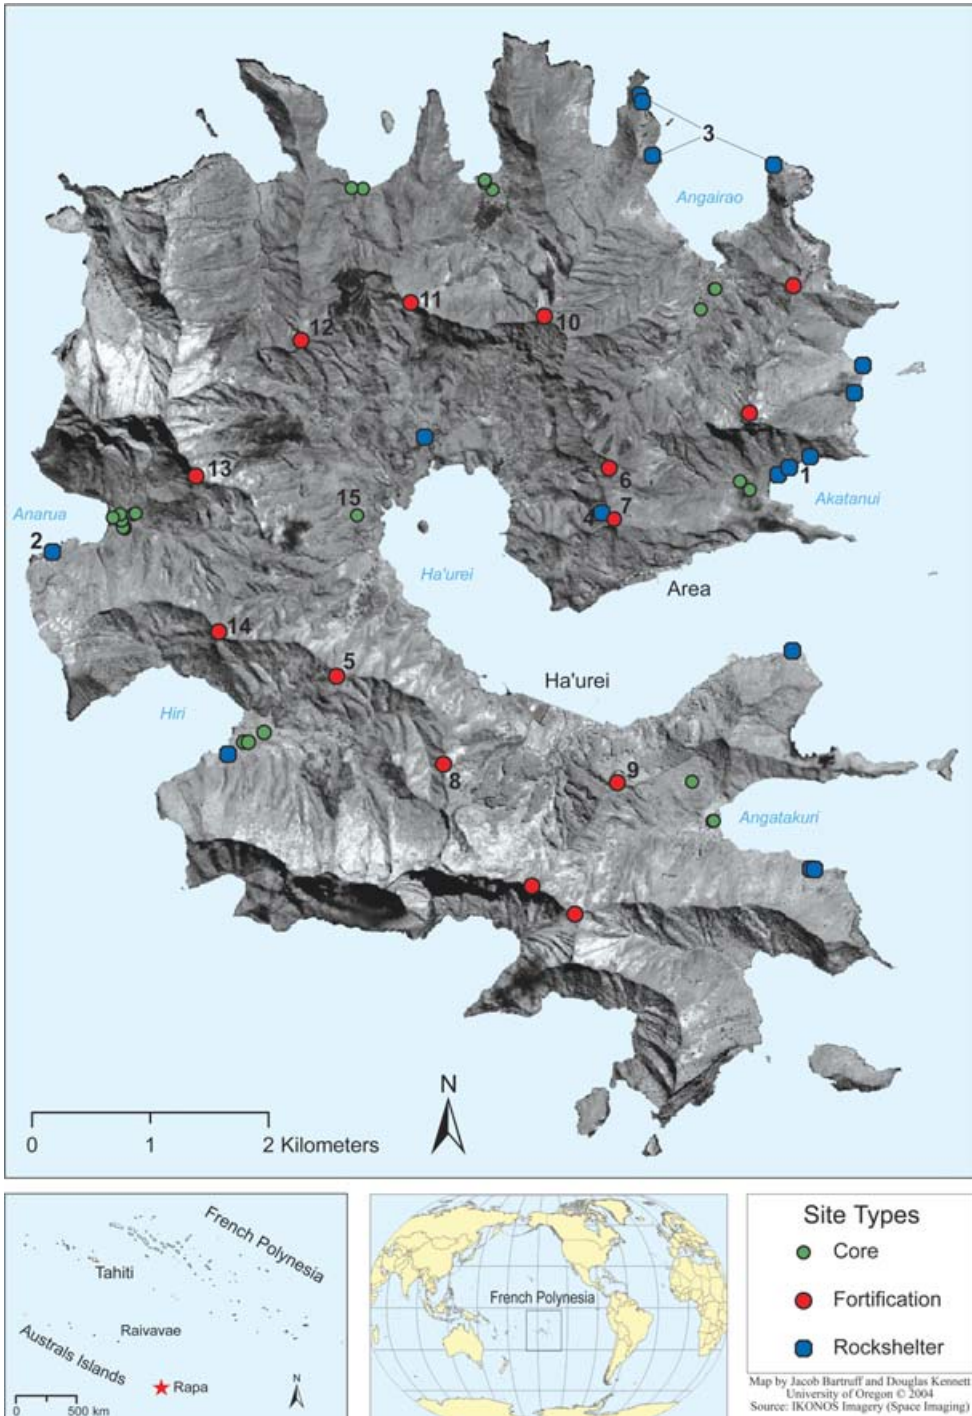 3
Angairao
11
10
12
13
6
1
15
Anarua
4
7
Akatanui
2
Ha'urei
Area
14
5
Ha'urei
Hiri
8
9
Angatakuri
N
0 1 2 Kilometers
French Polynesia
Tahiti
Raivavae
Australs Islands
Rapa
N
0 500 km
French Polynesia
Site Types
Core
Fortification
Rockshelter
Map by Jacob Bartruff and Douglas Kennett
University of Oregon © 2004
Source: IKONOS Imagery (Space Imaging)